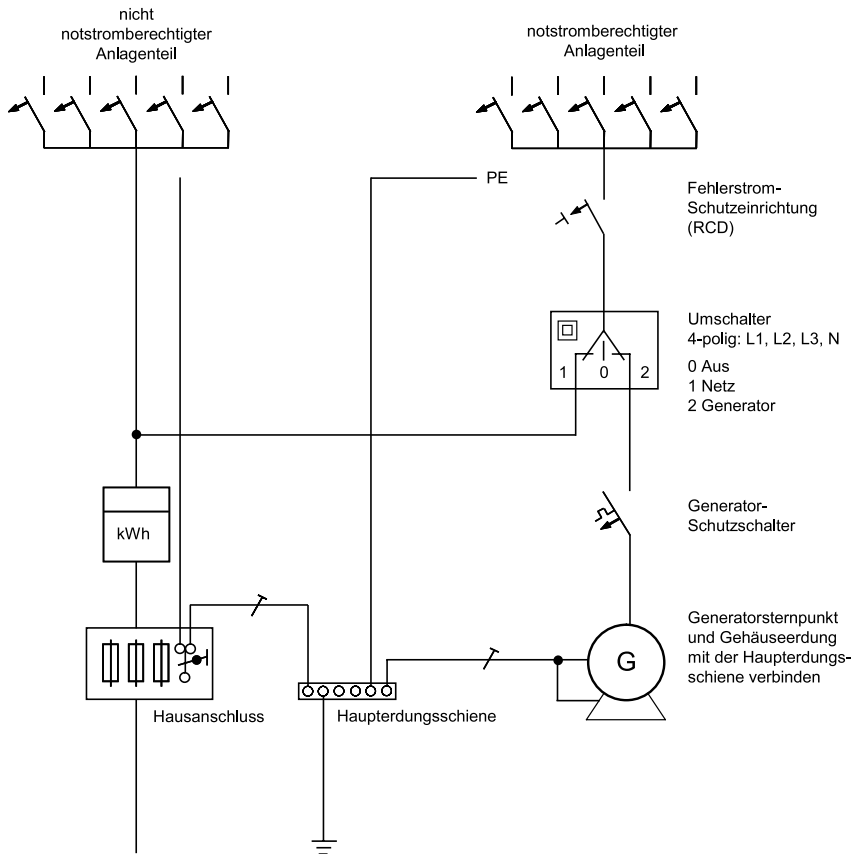 nicht
notstromberechtigter
Anlagenteil
notstromberechtigter
Anlagenteil
PE
Fehlerstrom-
Schutzeinrichtung
(RCD)
Umschalter
4-polig: L1, L2, L3, N
0 Aus
1 Netz
2 Generator
1 0 2
kWh
Generator-
Schutzschalter
Generatorsternpunkt
und Gehäuseerdung
mit der Haupterdungs-
schiene verbinden
G
Hausanschluss
Haupterdungsschiene